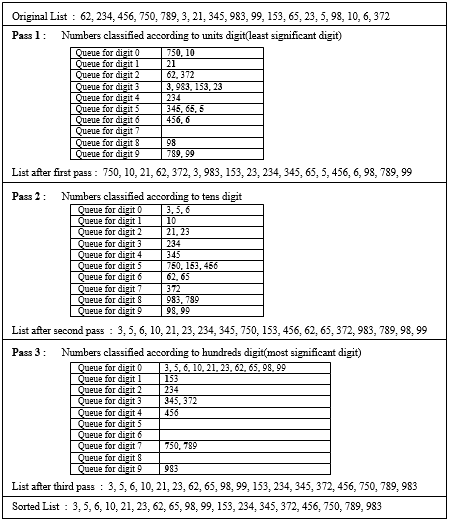 Original List : 62, 234, 456, 750, 789, 3, 21, 345, 983, 99, 153, 65, 23, 5, 98, 10, 6, 372
Pass 1 : Numbers classified according to units digit(least significant digit)
Queue for digit 0 750, 10
Queue for digit 1 21
Queue for digit 2 62, 372
Queue for digit 3 3, 983, 153, 23
Queue for digit 4 234
Queue for digit 5 345, 65, 5
Queue for digit 6 456, 6
Queue for digit 7
Queue for digit 8 98
Queue for digit 9 789, 99
List after first pass : 750, 10, 21, 62, 372, 3, 983, 153, 23, 234, 345, 65, 5, 456, 6, 98, 789, 99
Pass 2 : Numbers classified according to tens digit
Queue for digit 0 3, 5, 6
Queue for digit 1 10
Queue for digit 2 21, 23
Queue for digit 3 234
Queue for digit 4 345
Queue for digit 5 750, 153, 456
Queue for digit 6 62, 65
Queue for digit 7 372
Queue for digit 8 983, 789
Queue for digit 9 98, 99
List after second pass : 3, 5, 6, 10, 21, 23, 234, 345, 750, 153, 456, 62, 65, 372, 983, 789, 98, 99
Pass 3 : Numbers classified according to hundreds digit(most significant digit)
Queue for digit 0 3, 5, 6, 10, 21, 23, 62, 65, 98, 99
Queue for digit 1 153
Queue for digit 2 234
Queue for digit 3 345, 372
Queue for digit 4 456
Queue for digit 5
Queue for digit 6
Queue for digit 7 750, 789
Queue for digit 8
Queue for digit 9 983
List after third pass : 3, 5, 6, 10, 21, 23, 62, 65, 98, 99, 153, 234, 345, 372, 456, 750, 789, 983
Sorted List : 3, 5, 6, 10, 21, 23, 62, 65, 98, 99, 153, 234, 345, 372, 456, 750, 789, 983